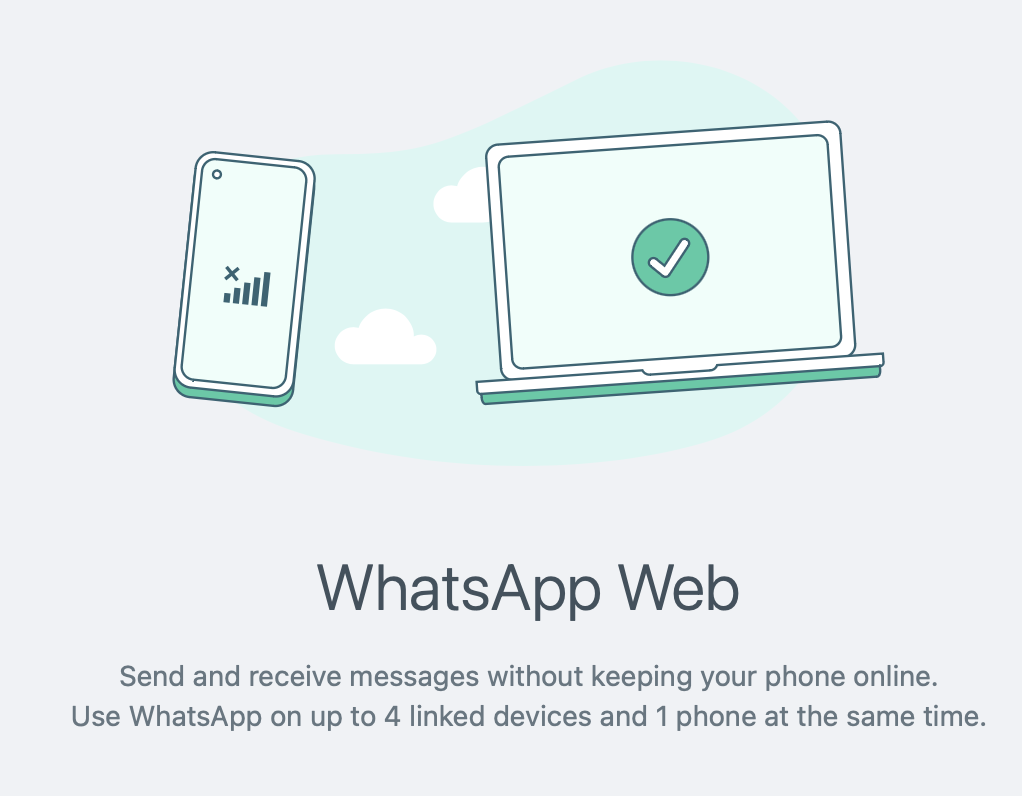 WhatsApp Web
Send and receive messages without keeping your phone online.
Use WhatsApp on up to 4 linked devices and 1 phone at the same time.